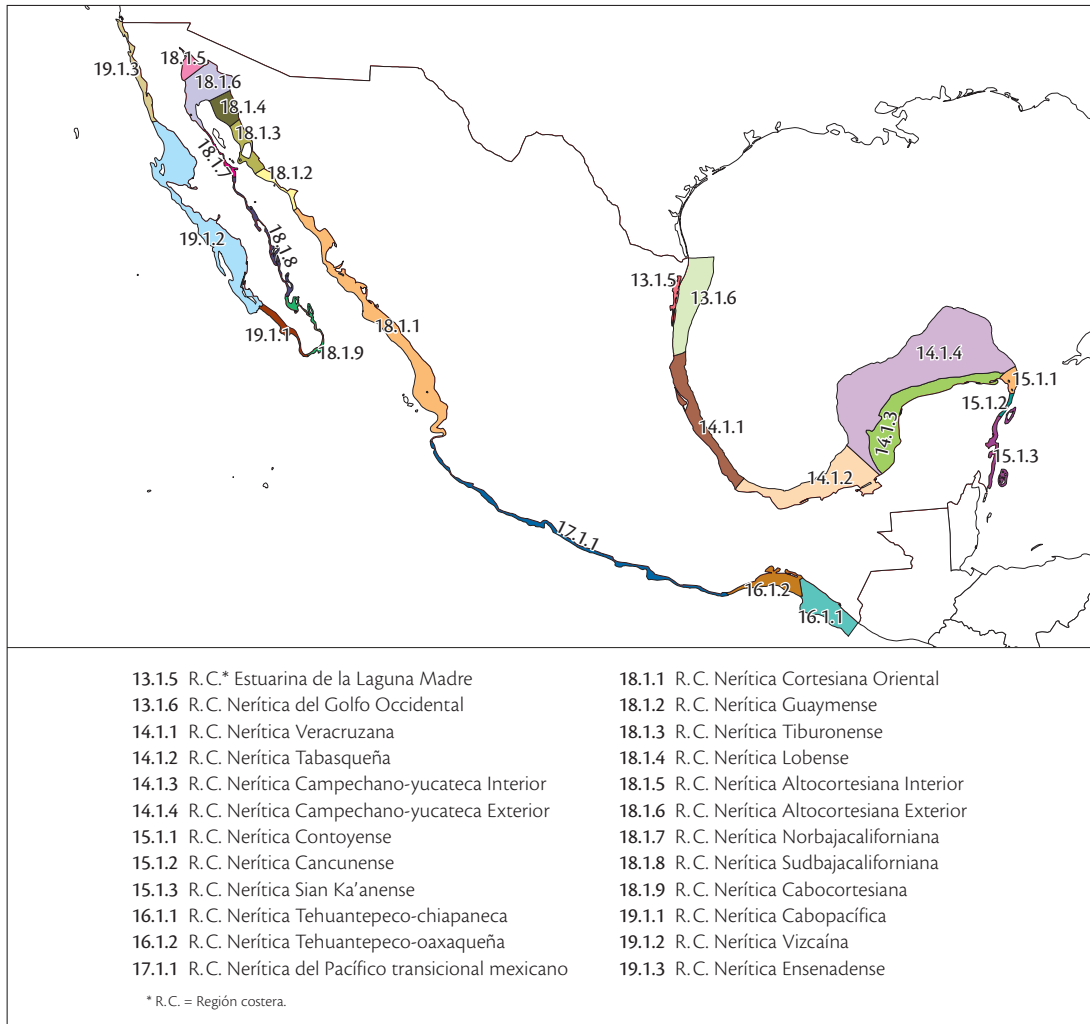 19.1.3
18.1.5
18.1.6
18.1.4
18.1.3
18.1.7
18.1.2
19.1.2
18.1.8
19.1.1
18.1.9
18.1.1
13.1.5
13.1.6
14.1.1
14.1.2
14.1.3
14.1.4
15.1.1
15.1.2
15.1.3
17.1.1
16.1.2
16.1.1
13.1.5 R.C.* Estuarina de la Laguna Madre
13.1.6 R.C. Nerítica del Golfo Occidental
14.1.1 R.C. Nerítica Veracruzana
14.1.2 R.C. Nerítica Tabasqueña
14.1.3 R.C. Nerítica Campechano-yucateca Interior
14.1.4 R.C. Nerítica Campechano-yucateca Exterior
15.1.1 R.C. Nerítica Contoyense
15.1.2 R.C. Nerítica Cancunense
15.1.3 R.C. Nerítica Sian Ka’anense
16.1.1 R.C. Nerítica Tehuantepeco-chiapaneca
16.1.2 R.C. Nerítica Tehuantepeco-oaxaqueña
17.1.1 R.C. Nerítica del Pacífico transicional mexicano
18.1.1 R.C. Nerítica Cortesiana Oriental
18.1.2 R.C. Nerítica Guaymense
18.1.3 R.C. Nerítica Tiburonense
18.1.4 R.C. Nerítica Lobense
18.1.5 R.C. Nerítica Altocortesiana Interior
18.1.6 R.C. Nerítica Altocortesiana Exterior
18.1.7 R.C. Nerítica Norbajacaliforniana
18.1.8 R.C. Nerítica Sudbajacaliforniana
18.1.9 R.C. Nerítica Cabocortesiana
19.1.1 R.C. Nerítica Cabopacífica
19.1.2 R.C. Nerítica Vizcaína
19.1.3 R.C. Nerítica Ensenadense
* R.C. = Región costera.